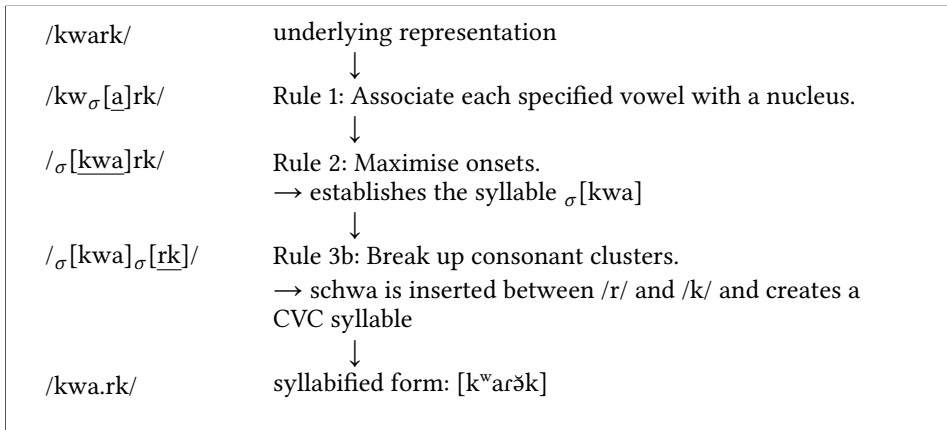 /kwark/ underlying representation
↓
/kw σ[a]rk/ Rule 1: Associate each specified vowel with a nucleus.
↓
/σ[kwa]rk/ Rule 2: Maximise onsets.
→ establishes the syllable σ[kwa]
↓
/σ[kwa]σ[rk]/ Rule 3b: Break up consonant clusters.
→ schwa is inserted between /r/ and /k/ and creates a
CVC syllable
↓
/kwa.rk/ syllabified form: [kʷaɾə̆k]